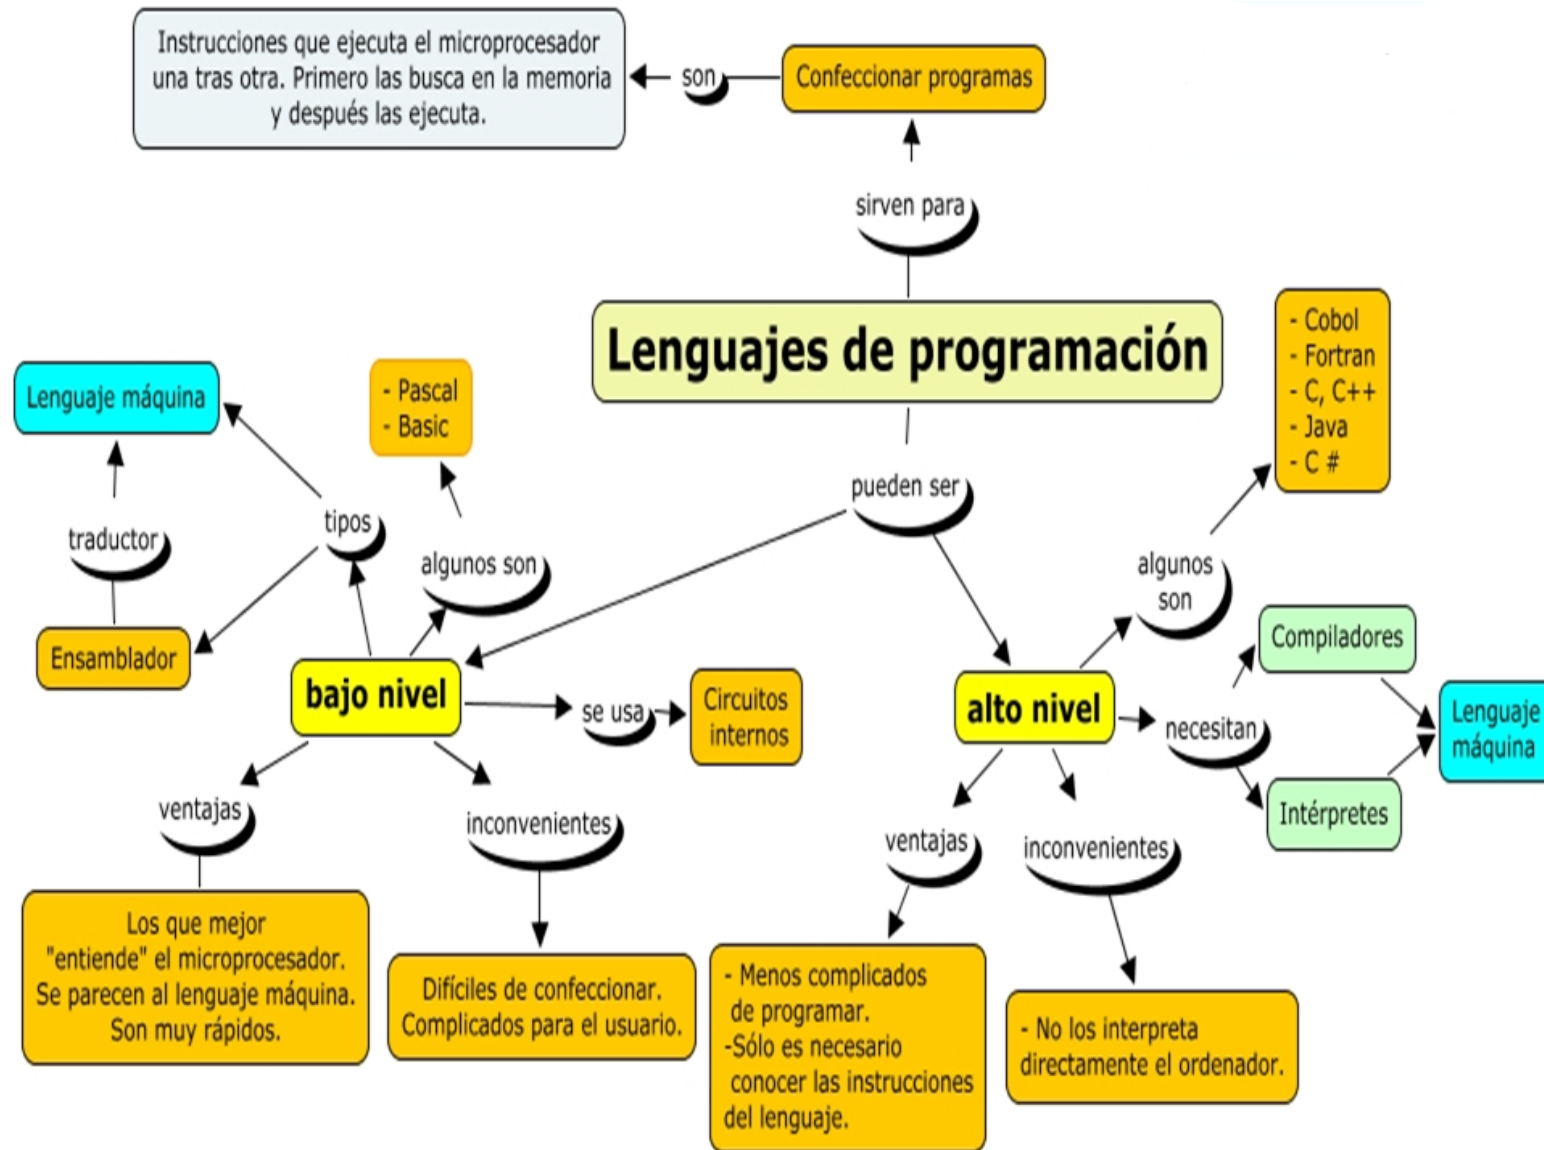 Instrucciones que ejecuta el microprocesador
una tras otra. Primero las busca en la memoria
y después las ejecuta.
son
Confeccionar programas
sirven para
Lenguajes de programación
pueden ser
Lenguaje máquina
traductor
Ensamblador
tipos
- Pascal
- Basic
algunos son
bajo nivel
se usa
Circuitos
internos
ventajas
Los que mejor
"entiende" el microprocesador.
Se parecen al lenguaje máquina.
Son muy rápidos.
inconvenientes
Difíciles de confeccionar.
Complicados para el usuario.
- Cobol
- Fortran
- C, C++
- Java
- C #
algunos
son
alto nivel
necesitan
Compiladores
Intérpretes
Lenguaje
máquina
ventajas
- Menos complicados
de programar.
-Sólo es necesario
conocer las instrucciones
del lenguaje.
inconvenientes
- No los interpreta
directamente el ordenador.